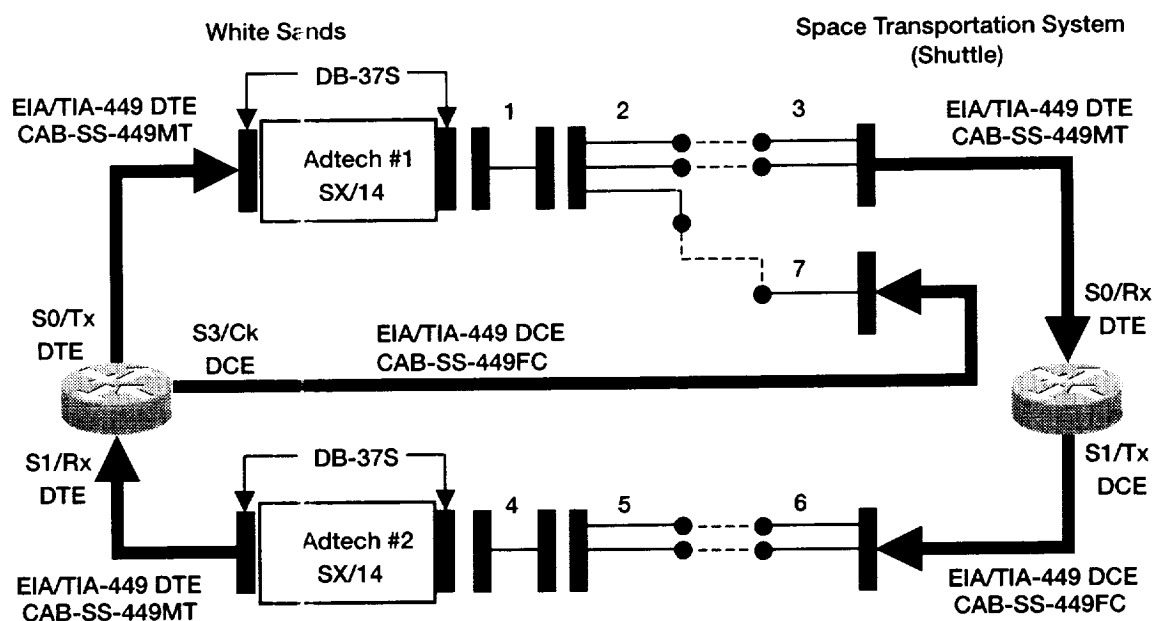 White Sands
Space Transportation System
(Shuttle)
DB-37S
EIA/TIA-449 DTE
CAB-SS-449MT
1
2
3
EIA/TIA-449 DTE
CAB-SS-449MT
Adtech #1
SX/14
7
S0/Tx
DTE
S3/Ck
DCE
EIA/TIA-449 DCE
CAB-SS-449FC
S0/Rx
DTE
S1/Rx
DTE
DB-37S
S1/Tx
DCE
4
5
6
Adtech #2
SX/14
EIA/TIA-449 DTE
CAB-SS-449MT
EIA/TIA-449 DCE
CAB-SS-449FC